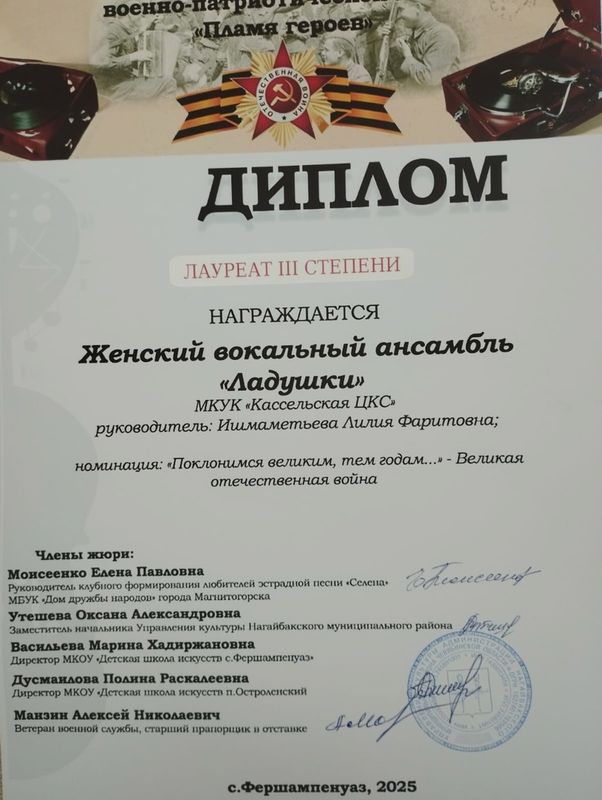 военно-патриотической
«Пламя героев»
ОТЕЧЕСТВЕННАЯ ВОЙНА
ДИПЛОМ
ЛАУРЕАТ III СТЕПЕНИ
НАГРАЖДАЕТСЯ
Женский вокальный ансамбль
«Ладушки»
МКУК «Кассельская ЦКС»
руководитель: Ишмаметьева Лилия Фаритовна;
номинация: «Поклонимся великим, тем годам...» - Великая
отечественная война
Члены жюри:
Моисеенко Елена Павловна
Руководитель клубного формирования любителей эстрадной песни «Селена»
МБУК «Дом дружбы народов» города Магнитогорска
Утешева Оксана Александровна
Заместитель начальника Управления культуры Нагайбакского муниципального района
Васильева Марина Хадиржановна
Директор МКОУ «Детская школа искусств с.Фершампенуаз»
Дусмаилова Полина Раскалеевна
Директор МКОУ «Детская школа искусств п.Остроленский
Манзин Алексей Николаевич
Ветеран военной службы, старший прапорщик в отставке
с.Фершампенуаз, 2025